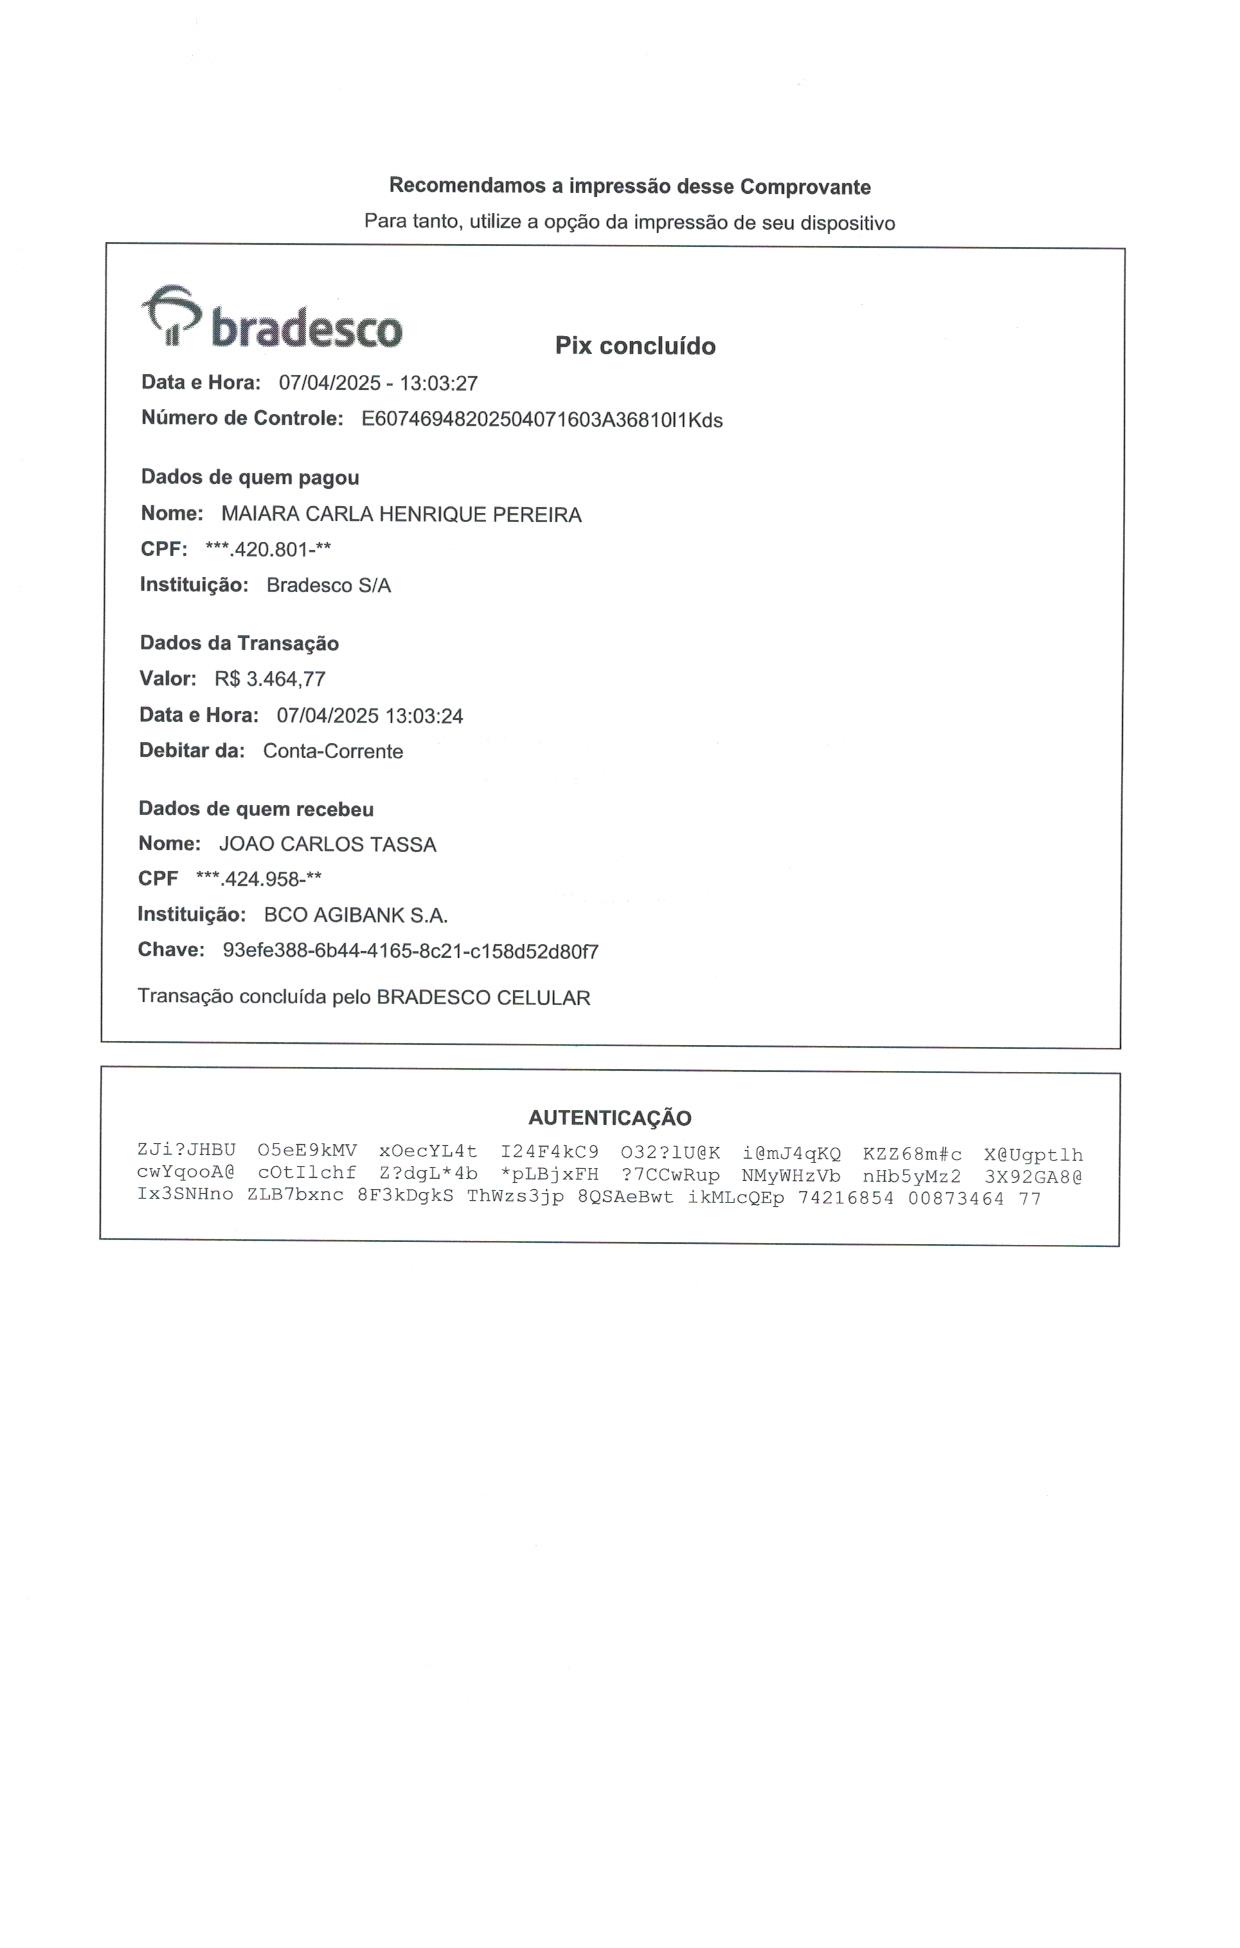 Recomendamos a impressão desse Comprovante
Para tanto, utilize a opção da impressão de seu dispositivo
bradesco
Pix concluído
Data e Hora: 07/04/2025 - 13:03:27
Número de Controle: E60746948202504071603A36810I1Kds
Dados de quem pagou
Nome: MAIARA CARLA HENRIQUE PEREIRA
CPF: ***.420.801-**
Instituição: Bradesco S/A
Dados da Transação
Valor: R$ 3.464,77
Data e Hora: 07/04/2025 13:03:24
Debitar da: Conta-Corrente
Dados de quem recebeu
Nome: JOAO CARLOS TASSA
CPF ***.424.958-**
Instituição: BCO AGIBANK S.A.
Chave: 93efe388-6b44-4165-8c21-c158d52d80f7
Transação concluída pelo BRADESCO CELULAR
AUTENTICAÇÃO
ZJi?JHBU O5eE9kMV xOecYL4t I24F4kC9 O32?lU@K i@mJ4qKQ KZZ68m#c X@Ugptlh
cwYqooA@ cOtIlchf Z?dgL*4b *pLBjxFH ?7CCwRup NMyWHzVb nHb5yMz2 3X92GA8@
Ix3SNHno ZLB7bxnc 8F3kDgkS ThWzs3jp 8QSAeBwt ikMLcQEp 74216854 00873464 77